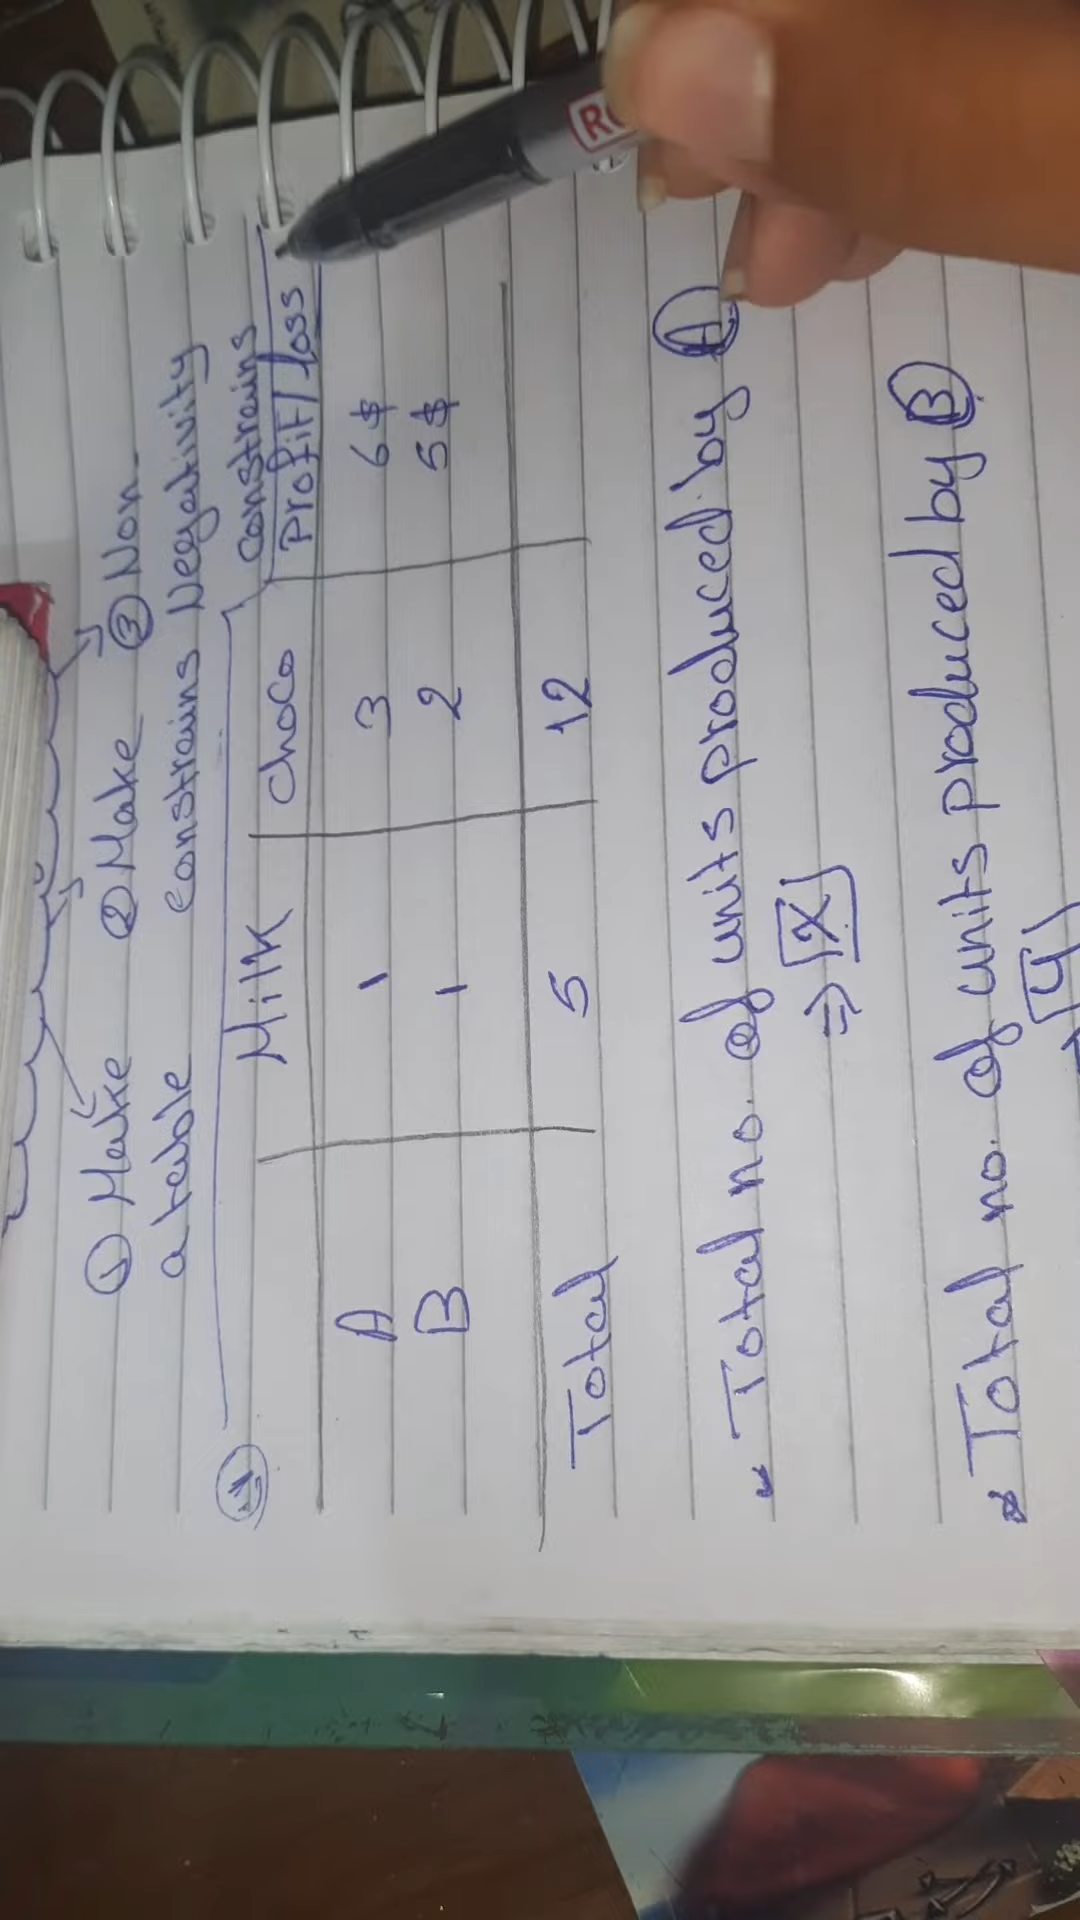 ① Make ② Make ③ Non
a table constrains Negativity
constrains
Milk Choco Profit/loss
A 1 3 6$
B 1 2 5$
Total 5 12
Total no. of units produced by A
⇒ X
Total no. of units produced by B
Y